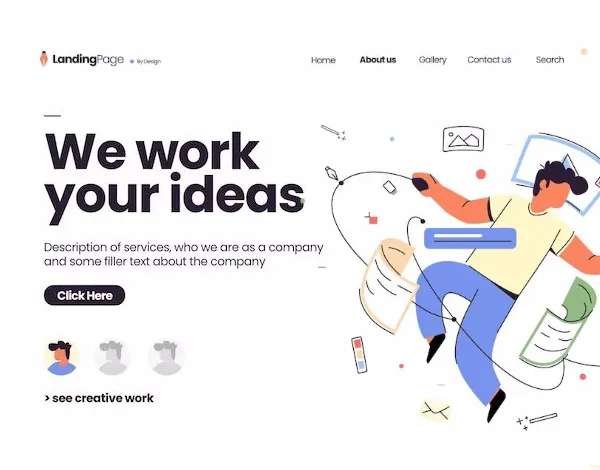 LandingPage
By Design
Home
About us
Gallery
Contact us
Search
We work
your ideas
Description of services, who we are as a company
and some filler text about the company
Click Here
> see creative work